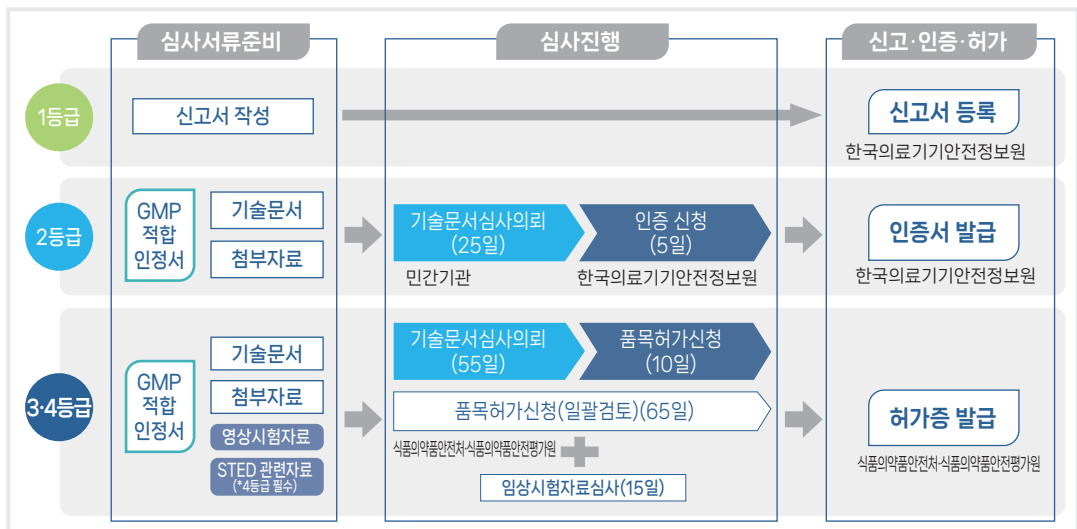 심사서류준비
심사진행
신고·인증·허가
1등급
신고서 작성
신고서 등록
한국의료기기안전정보원
2등급
GMP
적합
인정서
기술문서
첨부자료
기술문서심사의뢰
(25일)
민간기관
인증 신청
(5일)
한국의료기기안전정보원
인증서 발급
한국의료기기안전정보원
3·4등급
GMP
적합
인정서
기술문서
첨부자료
영상시험자료
STED 관련자료
(*4등급 필수)
기술문서심사의뢰
(55일)
품목허가신청
(10일)
품목허가신청(일괄검토)(65일)
식품의약품안전처·식품의약품안전평가원
임상시험자료심사(15일)
허가증 발급
식품의약품안전처·식품의약품안전평가원